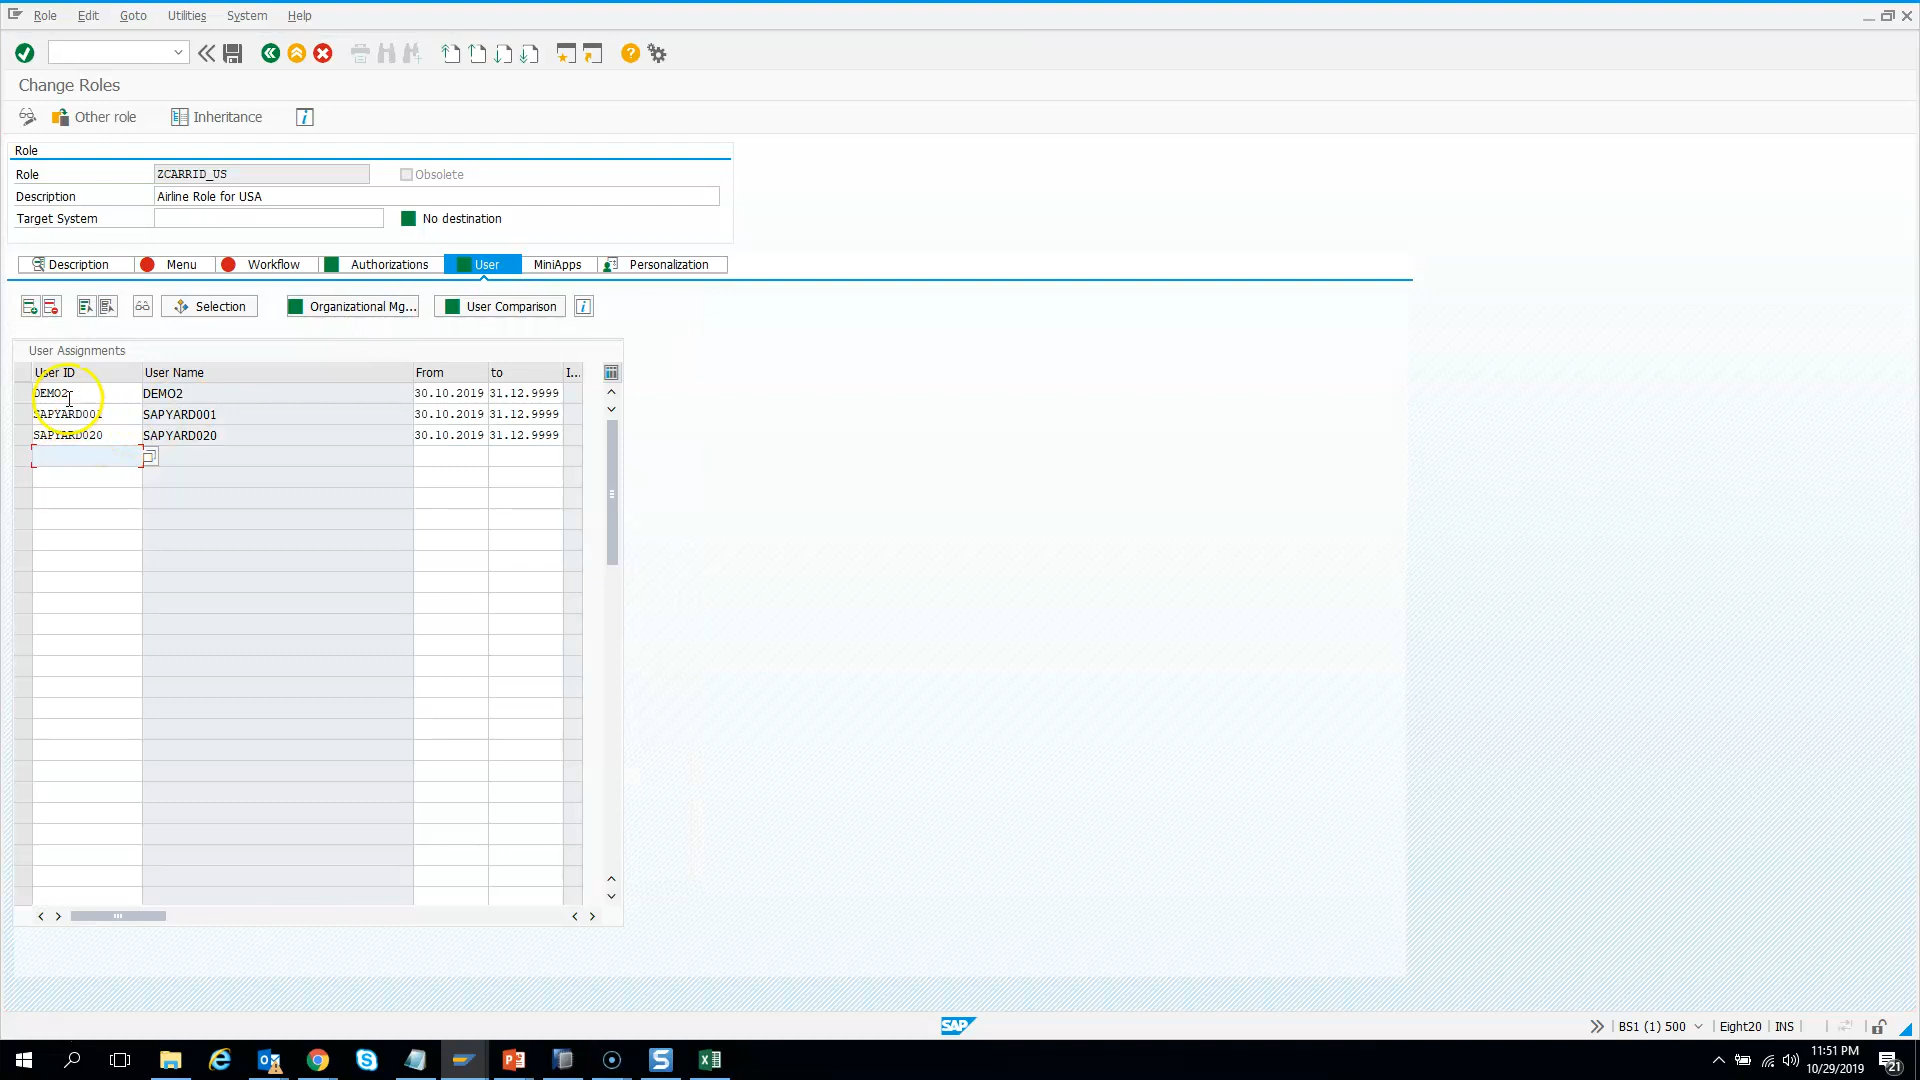 Role Edit Goto Utilities System Help
Change Roles
Other role Inheritance
Role
Role ZCARRID_US Obsolete
Description Airline Role for USA
Target System No destination
Description Menu Workflow Authorizations User MiniApps Personalization
Selection Organizational Mg... User Comparison
User Assignments
User ID User Name From to I...
DEMO2 DEMO2 30.10.2019 31.12.9999
SAPYARD001 SAPYARD001 30.10.2019 31.12.9999
SAPYARD020 SAPYARD020 30.10.2019 31.12.9999
SAP
BS1 (1) 500 Eight20 INS
11:51 PM
10/29/2019
21